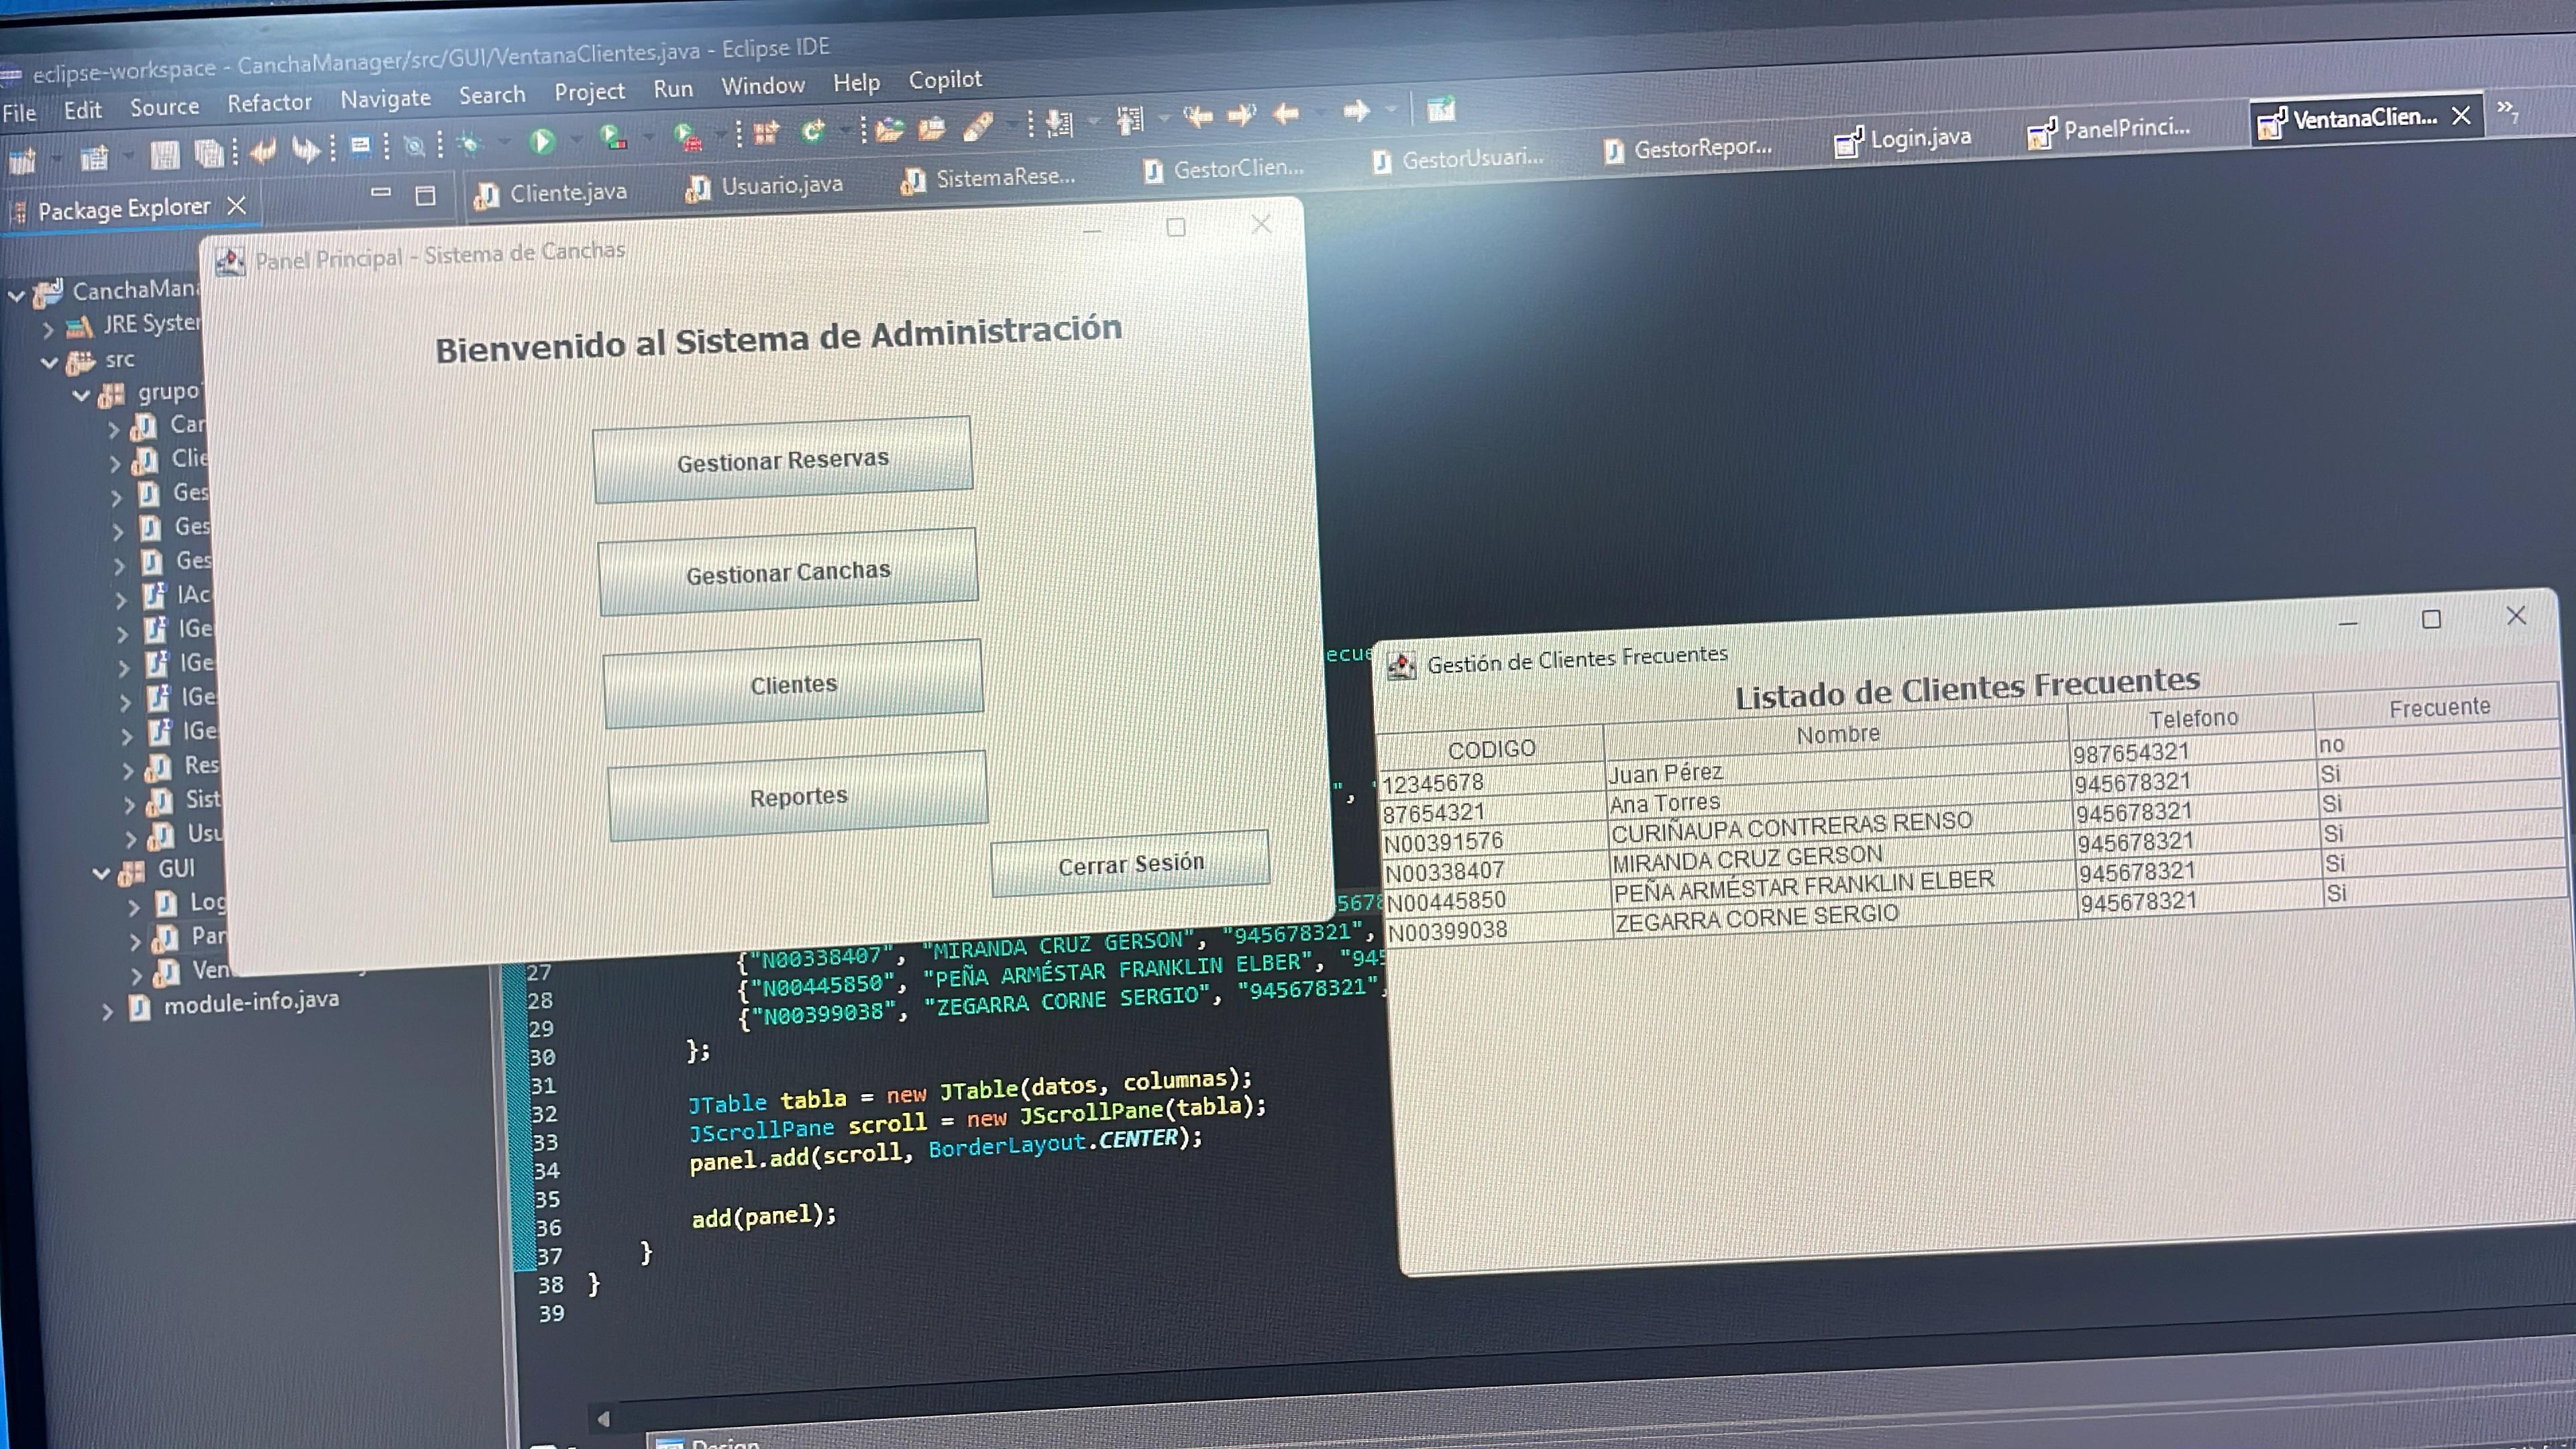 eclipse-workspace - CanchaManager/src/GUI/VentanaClientes.java - Eclipse IDE
File Edit Source Refactor Navigate Search Project Run Window Help Copilot
Package Explorer
Cliente.java Usuario.java SistemaRese... GestorClien... GestorUsuari... GestorRepor... Login.java PanelPrinci... VentanaClien... 7
CanchaMana
JRE Syster
src
grupo
Car
Clie
Ges
Ges
Ges
IAc
IGe
IGe
IGe
IGe
Res
Sist
Usu
GUI
Log
Par
Ven
module-info.java
Panel Principal - Sistema de Canchas
Bienvenido al Sistema de Administración
Gestionar Reservas
Gestionar Canchas
Clientes
Reportes
Cerrar Sesión
ecue
",
5678
Gestión de Clientes Frecuentes
Listado de Clientes Frecuentes
CODIGO Nombre Telefono Frecuente
12345678 Juan Pérez 987654321 no
87654321 Ana Torres 945678321 Si
N00391576 CURIÑAUPA CONTRERAS RENSO 945678321 Si
N00338407 MIRANDA CRUZ GERSON 945678321 Si
N00445850 PEÑA ARMÉSTAR FRANKLIN ELBER 945678321 Si
N00399038 ZEGARRA CORNE SERGIO 945678321 Si
27 {"N00338407", "MIRANDA CRUZ GERSON", "945678321",
28 {"N00445850", "PEÑA ARMÉSTAR FRANKLIN ELBER", "945
29 {"N00399038", "ZEGARRA CORNE SERGIO", "945678321",
30 };
31
32 JTable tabla = new JTable(datos, columnas);
33 JScrollPane scroll = new JScrollPane(tabla);
34 panel.add(scroll, BorderLayout.CENTER);
35
36 add(panel);
37 }
38 }
39